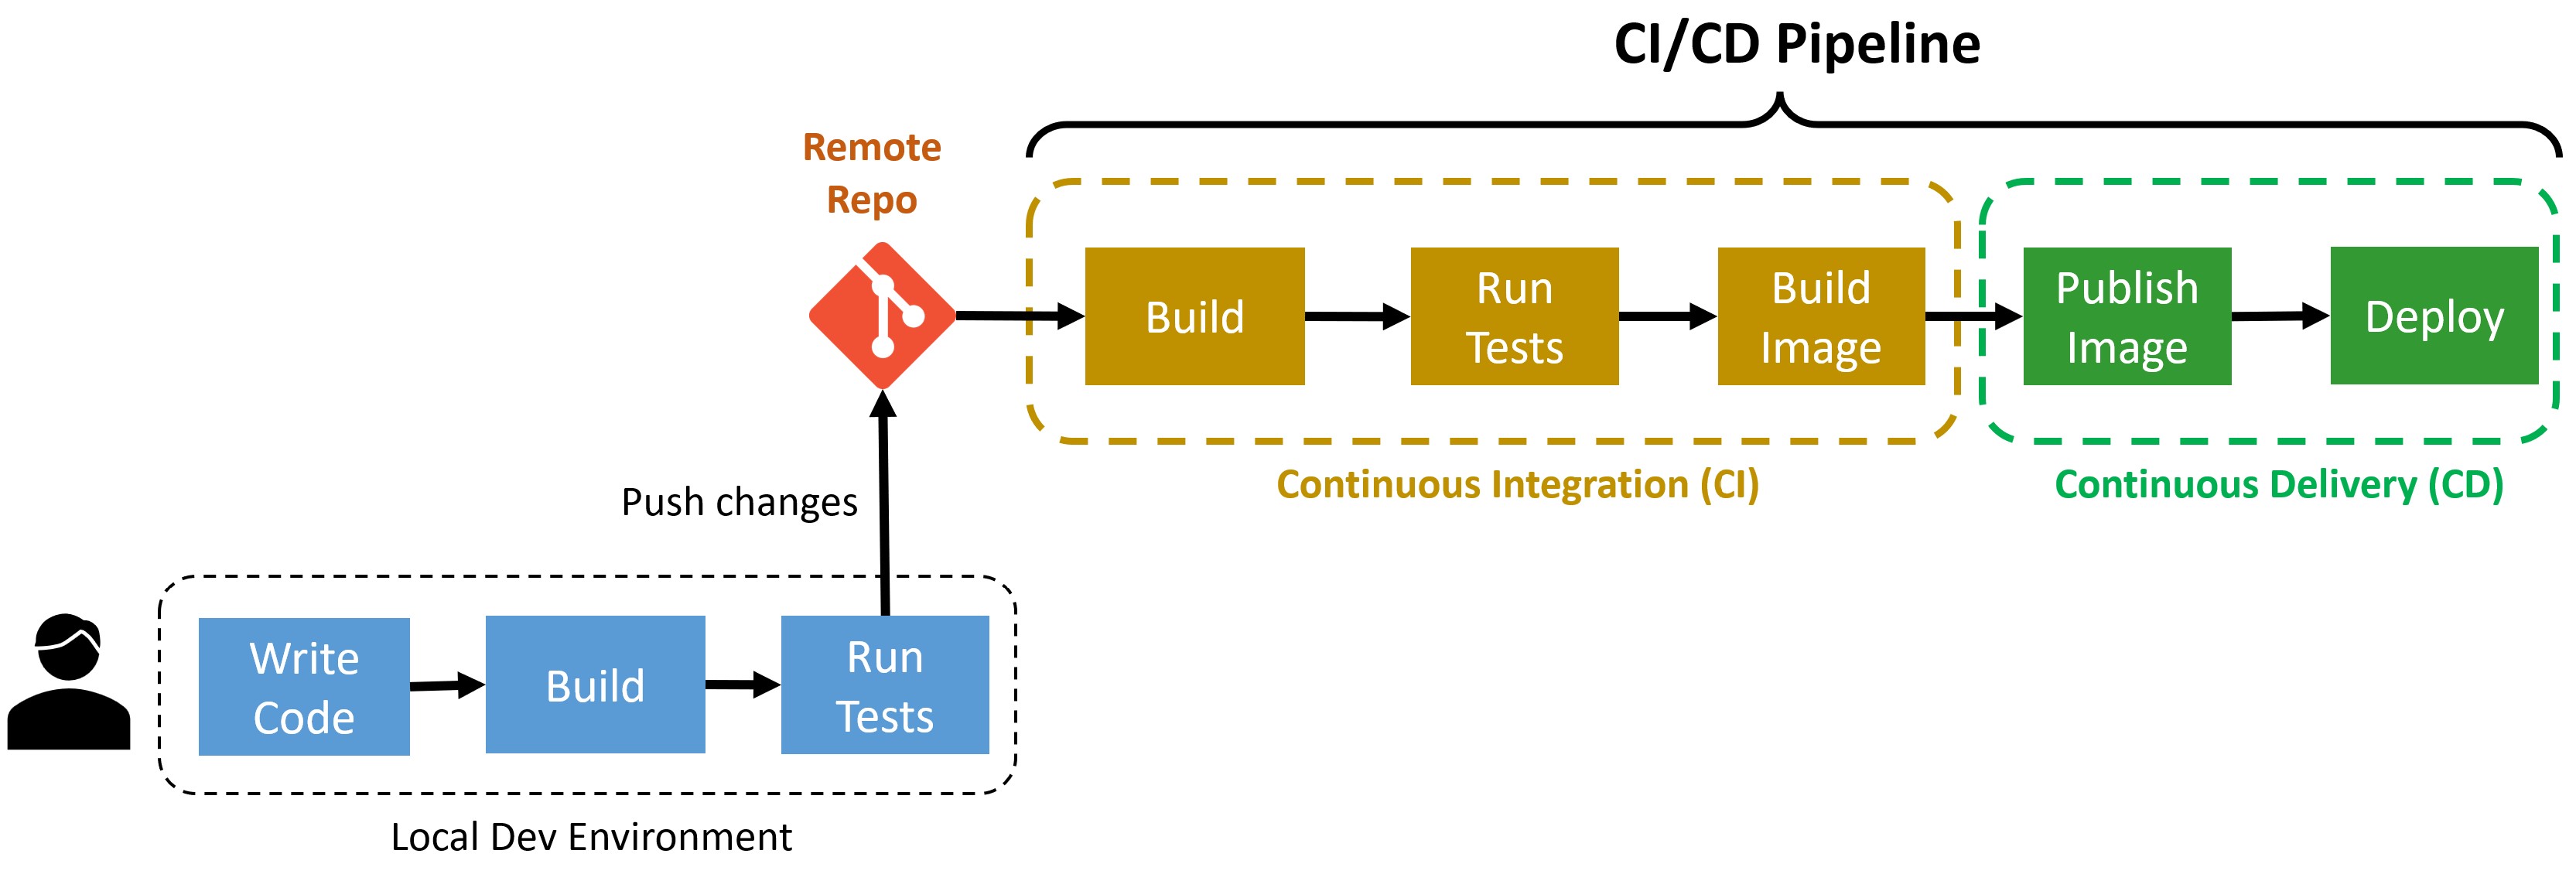 CI/CD Pipeline
Remote
Repo
Build
Run
Tests
Build
Image
Publish
Image
Deploy
Continuous Integration (CI)
Continuous Delivery (CD)
Push changes
Write
Code
Build
Run
Tests
Local Dev Environment